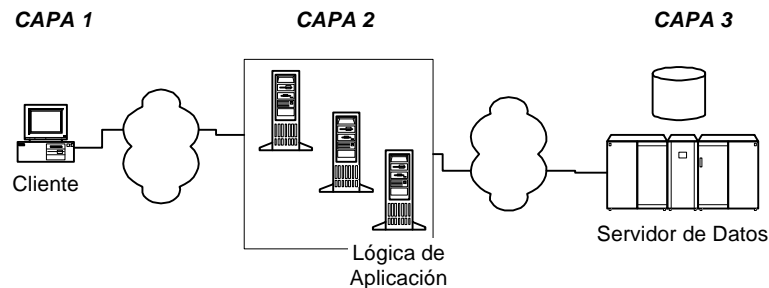 CAPA 1
CAPA 2
CAPA 3
Cliente
Lógica de
Aplicación
Servidor de Datos